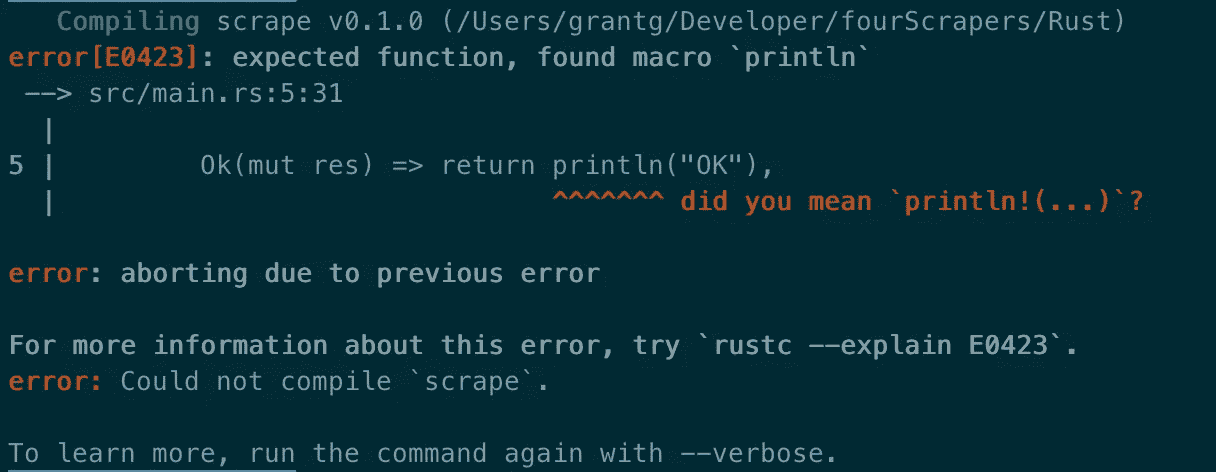 Compiling scrape v0.1.0 (/Users/grantg/Developer/fourScrapers/Rust)
error[E0423]: expected function, found macro `println`
 --> src/main.rs:5:31
  |
5 |         Ok(mut res) => return println("OK"),
  |                               ^^^^^^^ did you mean `println!(...)`?
error: aborting due to previous error
For more information about this error, try `rustc --explain E0423`.
error: Could not compile `scrape`.
To learn more, run the command again with --verbose.